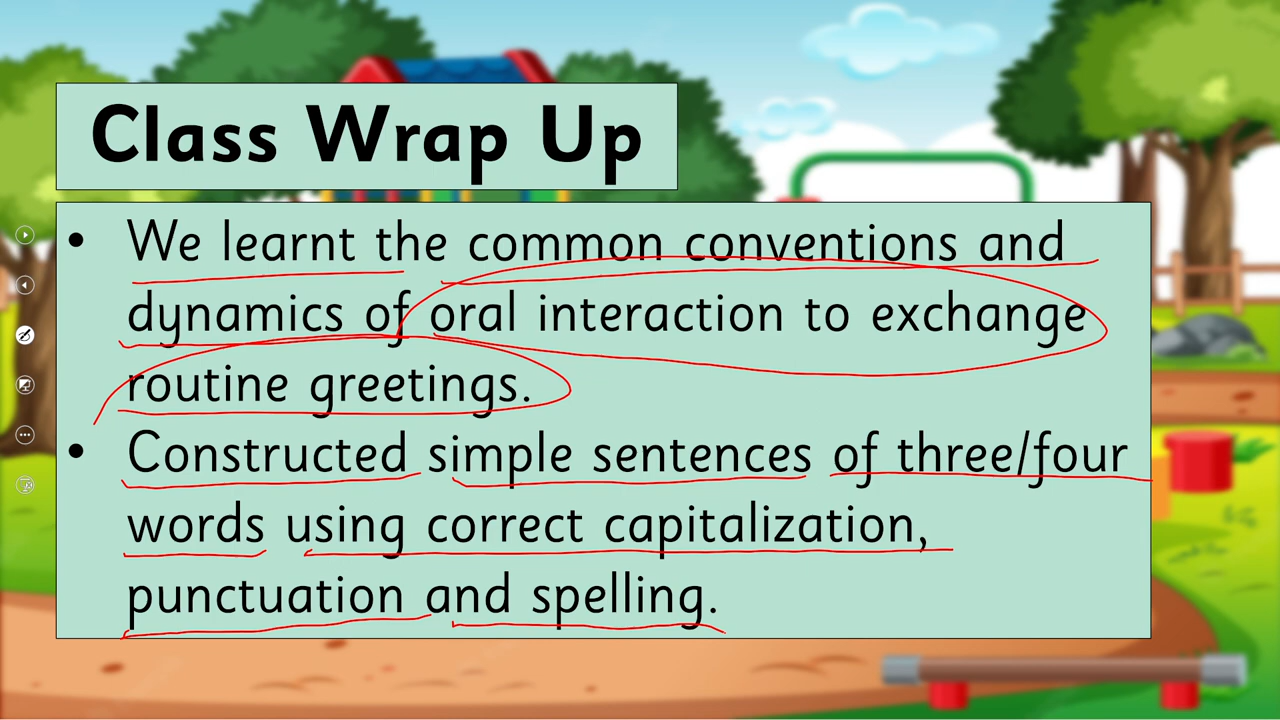 Class Wrap Up
• We learnt the common conventions and
dynamics of oral interaction to exchange
routine greetings.
• Constructed simple sentences of three/four
words using correct capitalization,
punctuation and spelling.